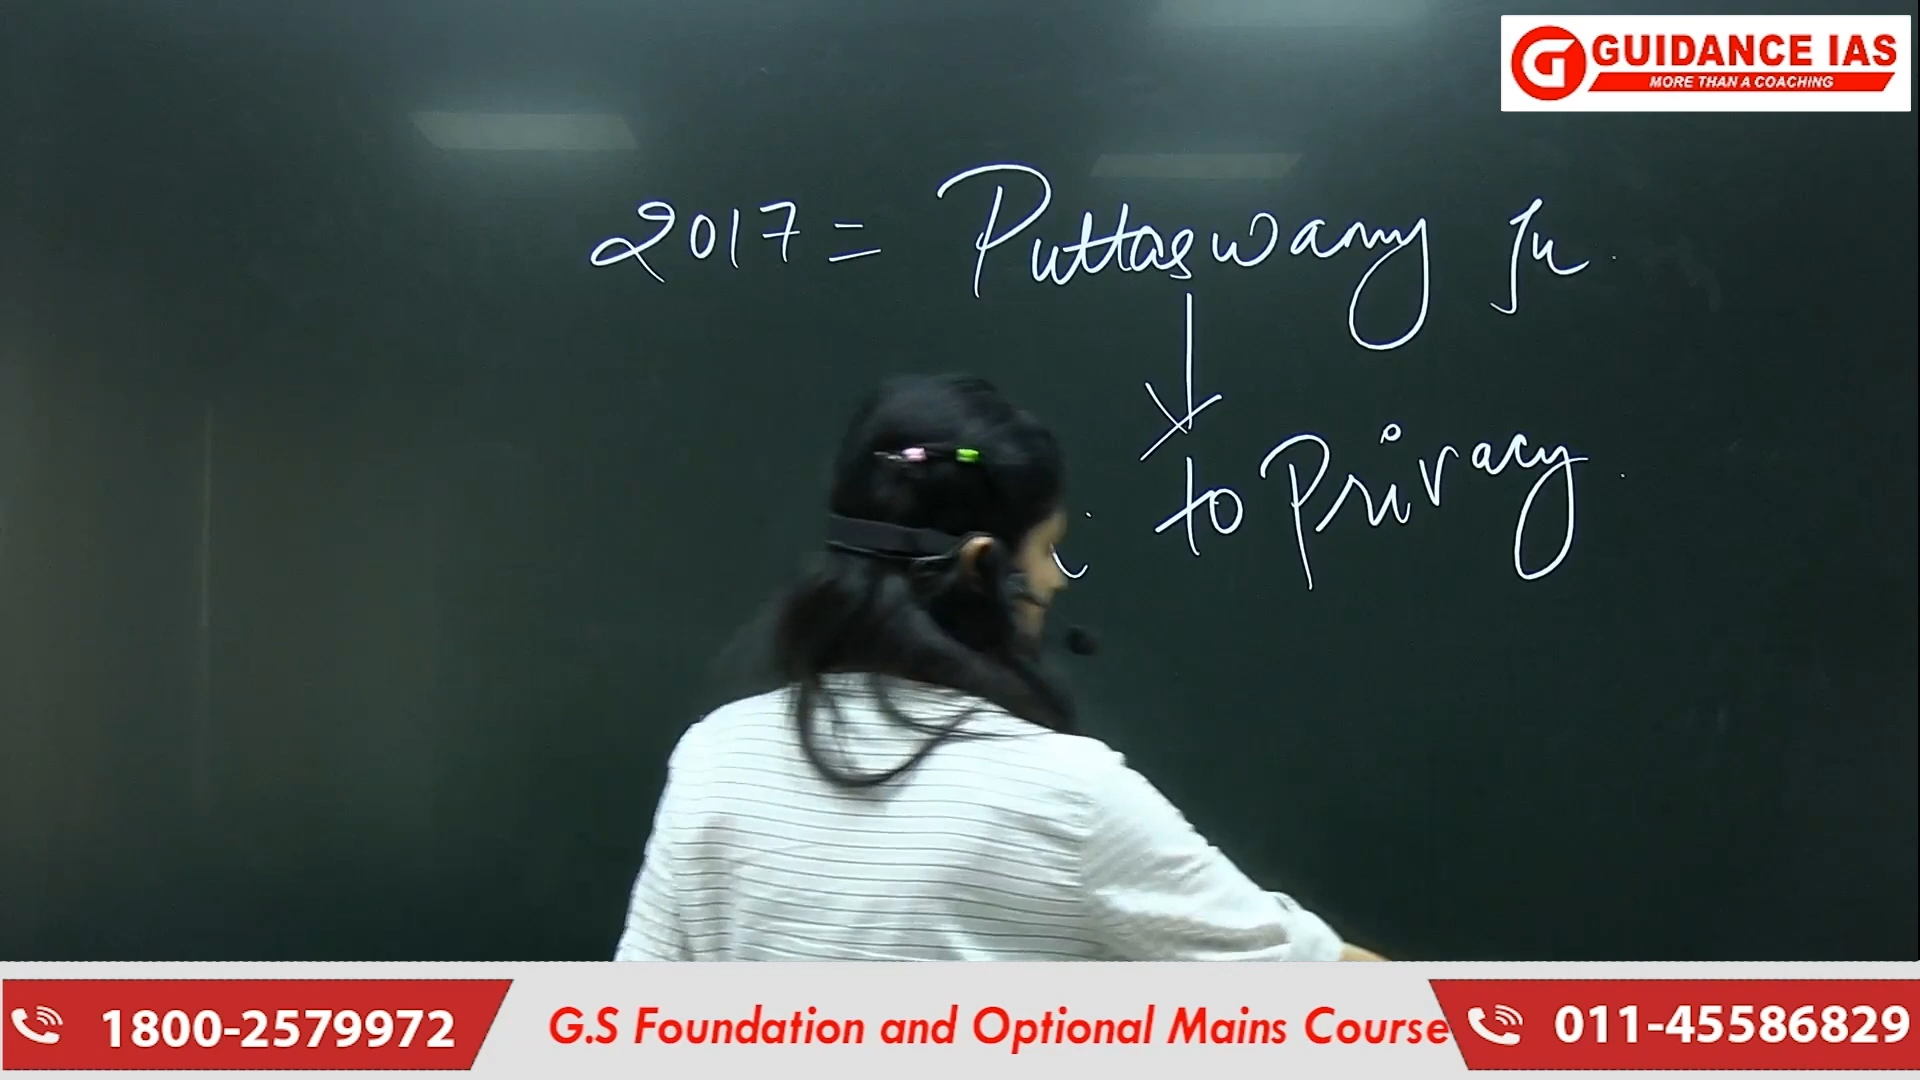 GUIDANCE IAS
MORE THAN A COACHING
2017 = Puttaswamy Ju.
to Privacy.
1800-2579972
G.S Foundation and Optional Mains Course
011-45586829